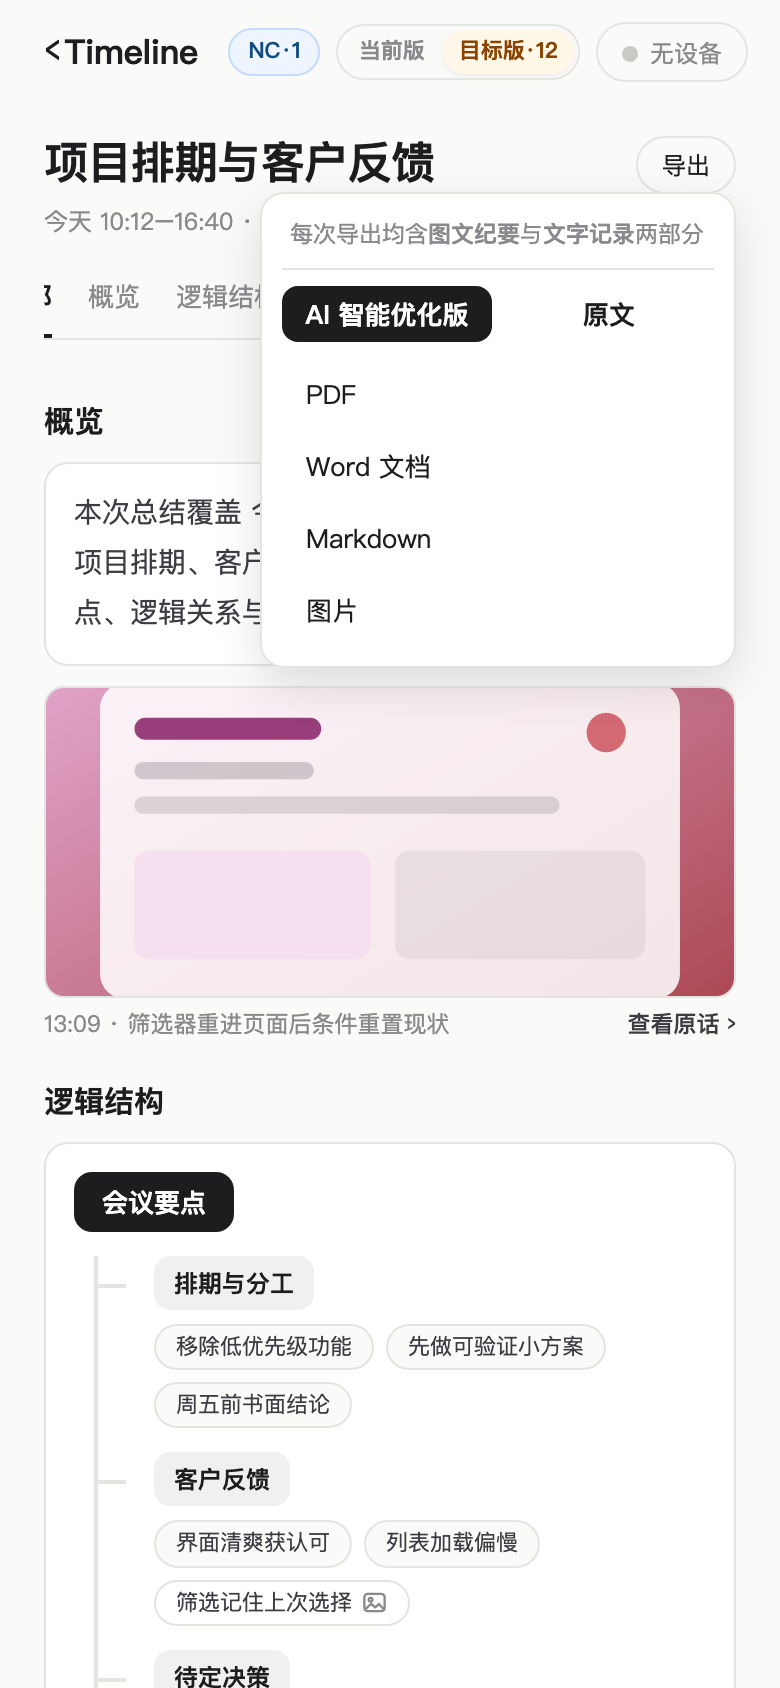 <Timeline
NC·1
当前版
目标版·12
无设备
项目排期与客户反馈
导出
今天 10:12–16:40 ·
每次导出均含图文纪要与文字记录两部分
概览
逻辑结
AI 智能优化版
原文
PDF
Word 文档
Markdown
图片
概览
本次总结覆盖
项目排期、客户
点、逻辑关系与
13:09 · 筛选器重进页面后条件重置现状
查看原话 ›
逻辑结构
会议要点
排期与分工
移除低优先级功能
先做可验证小方案
周五前书面结论
客户反馈
界面清爽获认可
列表加载偏慢
筛选记住上次选择
待定决策